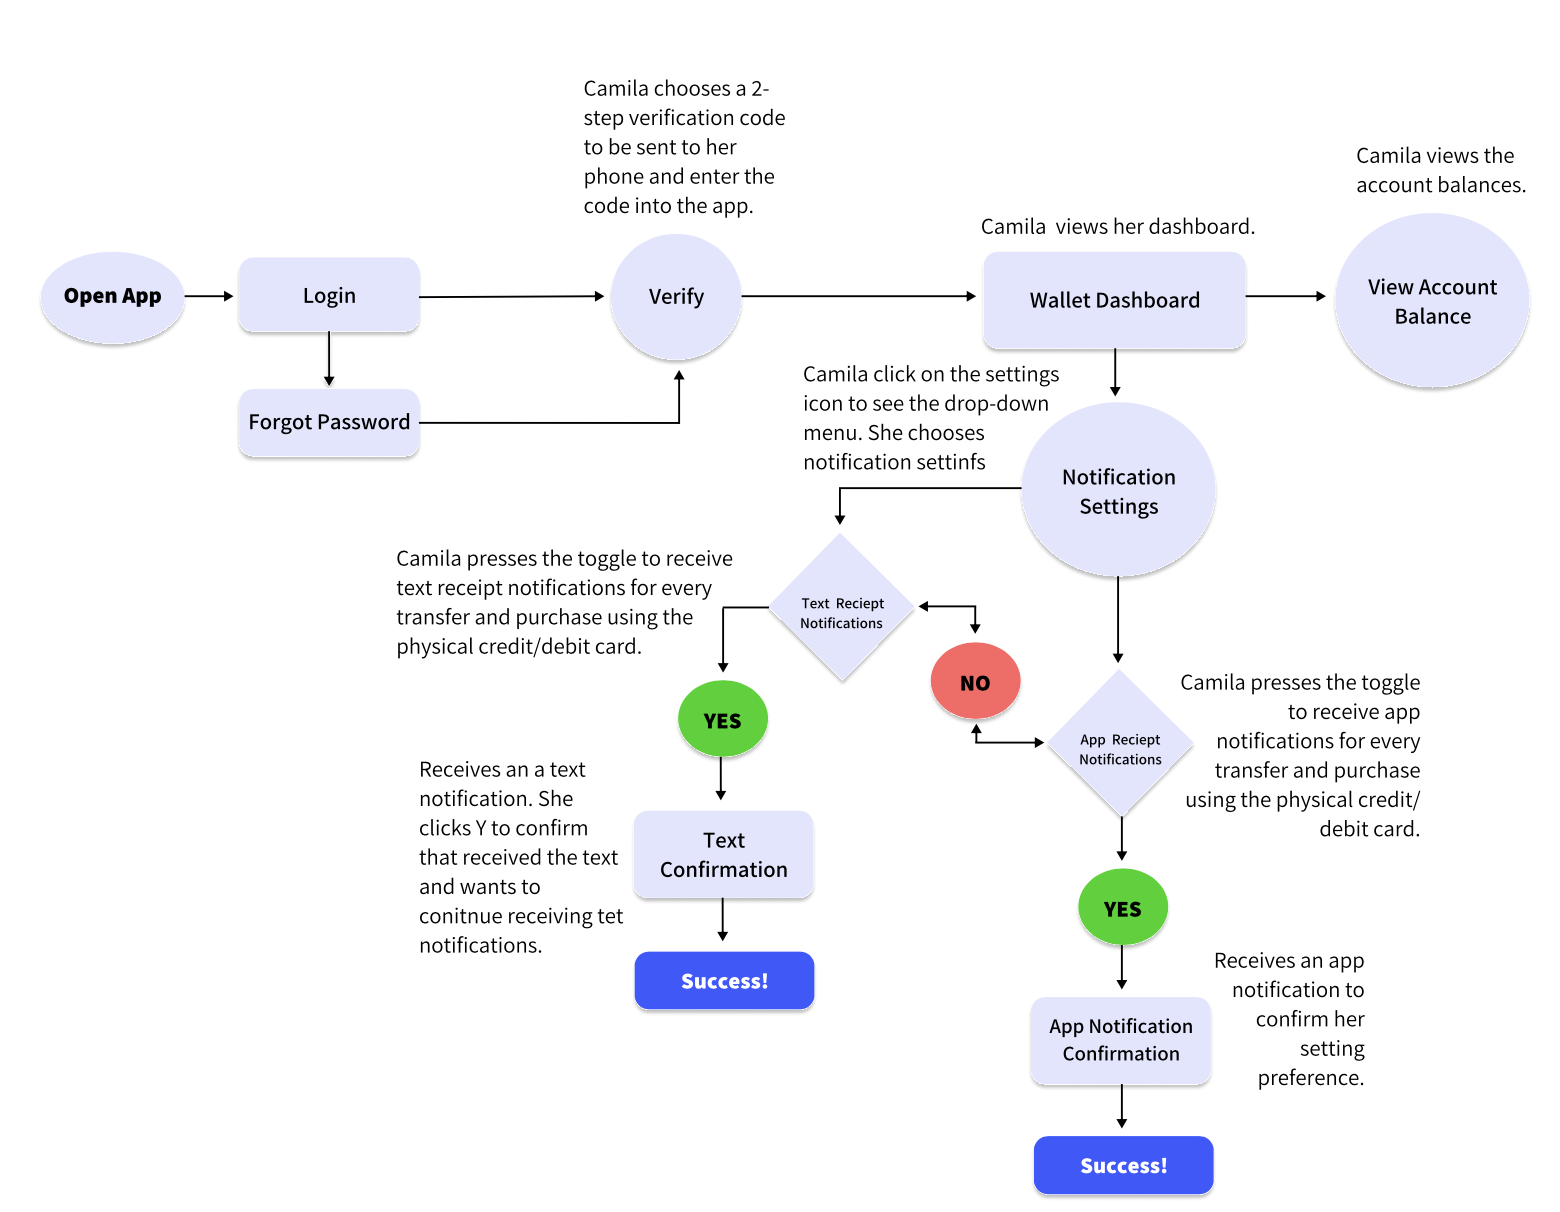 Camila chooses a 2-
step verification code
to be sent to her
phone and enter the
code into the app.
Camila views the
account balances.
Camila  views her dashboard.
Open App
Login
Verify
Wallet Dashboard
View Account
Balance
Forgot Password
Camila click on the settings
icon to see the drop-down
menu. She chooses
notification settinfs
Notification
Settings
Camila presses the toggle to receive
text receipt notifications for every
transfer and purchase using the
physical credit/debit card.
Text  Reciept
Notifications
NO
YES
App  Reciept
Notifications
Camila presses the toggle
to receive app
notifications for every
transfer and purchase
using the physical credit/
debit card.
Receives an a text
notification. She
clicks Y to confirm
that received the text
and wants to
conitnue receiving tet
notifications.
Text
Confirmation
Success!
YES
Receives an app
notification to
confirm her
setting
preference.
App Notification
Confirmation
Success!